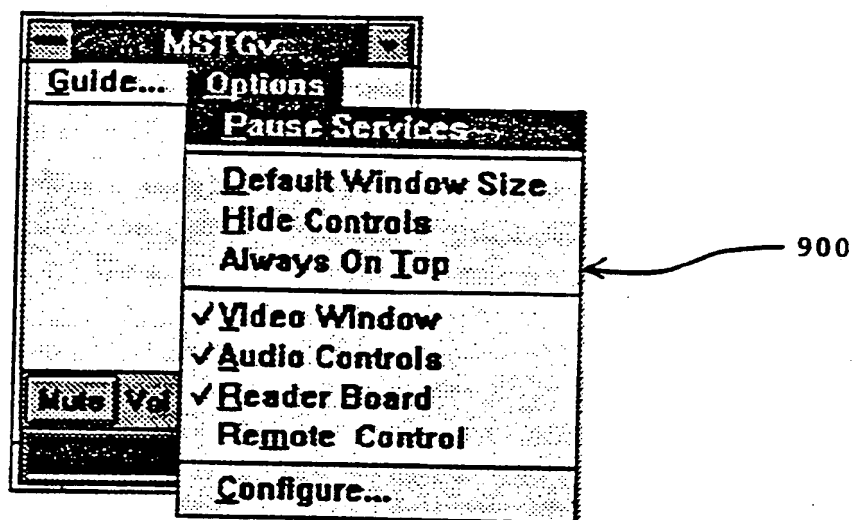 MSTGv
Guide... Options
Pause Services
Default Window Size
Hide Controls
Always On Top
900
Video Window
Audio Controls
Mute Vol
Reader Board
Remote Control
Configure...